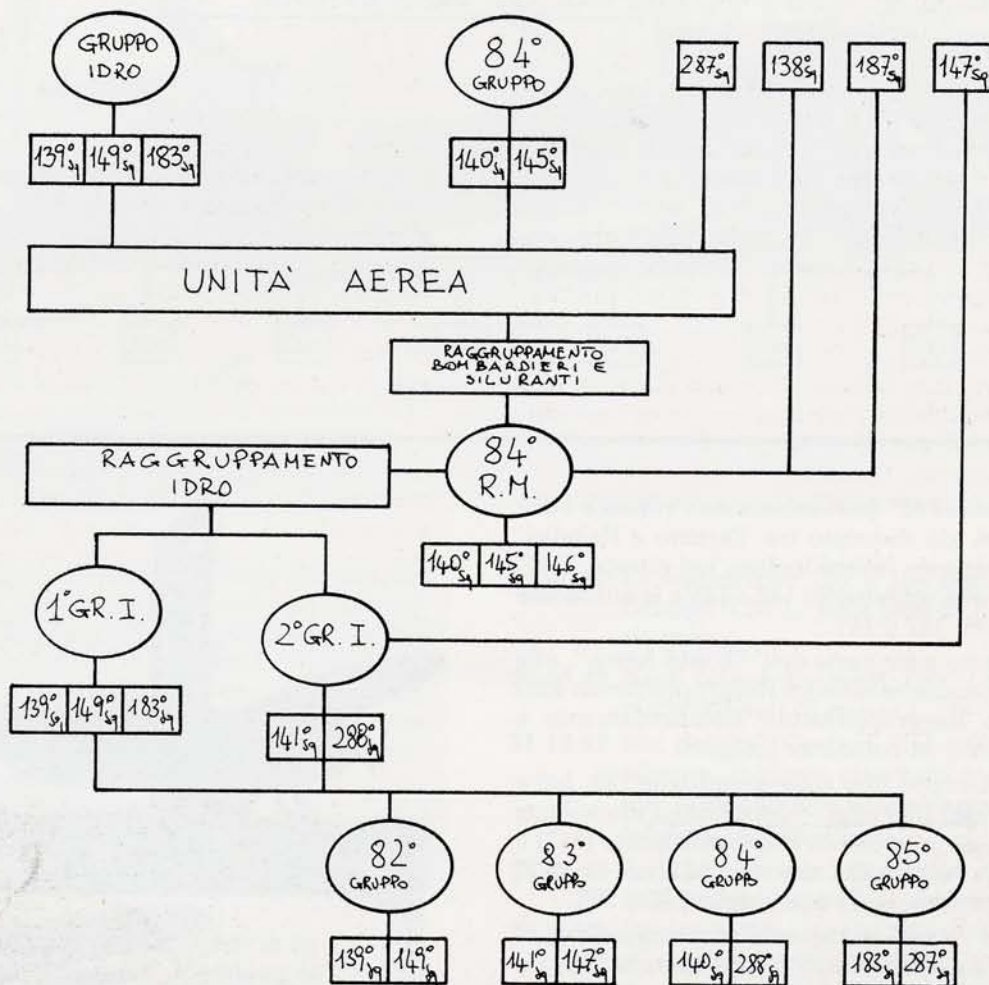 GRUPPO
IDRO
84°
GRUPPO
287° Sq
138° Sq
187° Sq
147° Sq
139° Sq
149° Sq
183° Sq
140° Sq
145° Sq
UNITÀ AEREA
RAGGRUPPAMENTO
BOMBARDIERI E
SILURANTI
RAGGRUPPAMENTO
IDRO
84°
R.M.
140° Sq
145° Sq
146° Sq
1° GR. I.
2° GR. I.
139° Sq
149° Sq
183° Sq
141° Sq
288° Sq
82°
GRUPPO
83°
GRUPPO
84°
GRUPPO
85°
GRUPPO
139° Sq
149° Sq
141° Sq
147° Sq
140° Sq
288° Sq
183° Sq
287° Sq